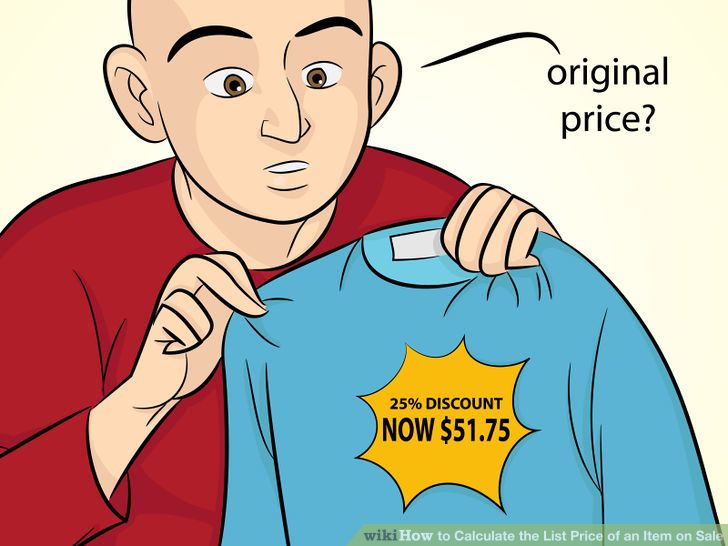 original
price?
25% DISCOUNT
NOW $51.75
wikiHow to Calculate the List Price of an Item on Sale